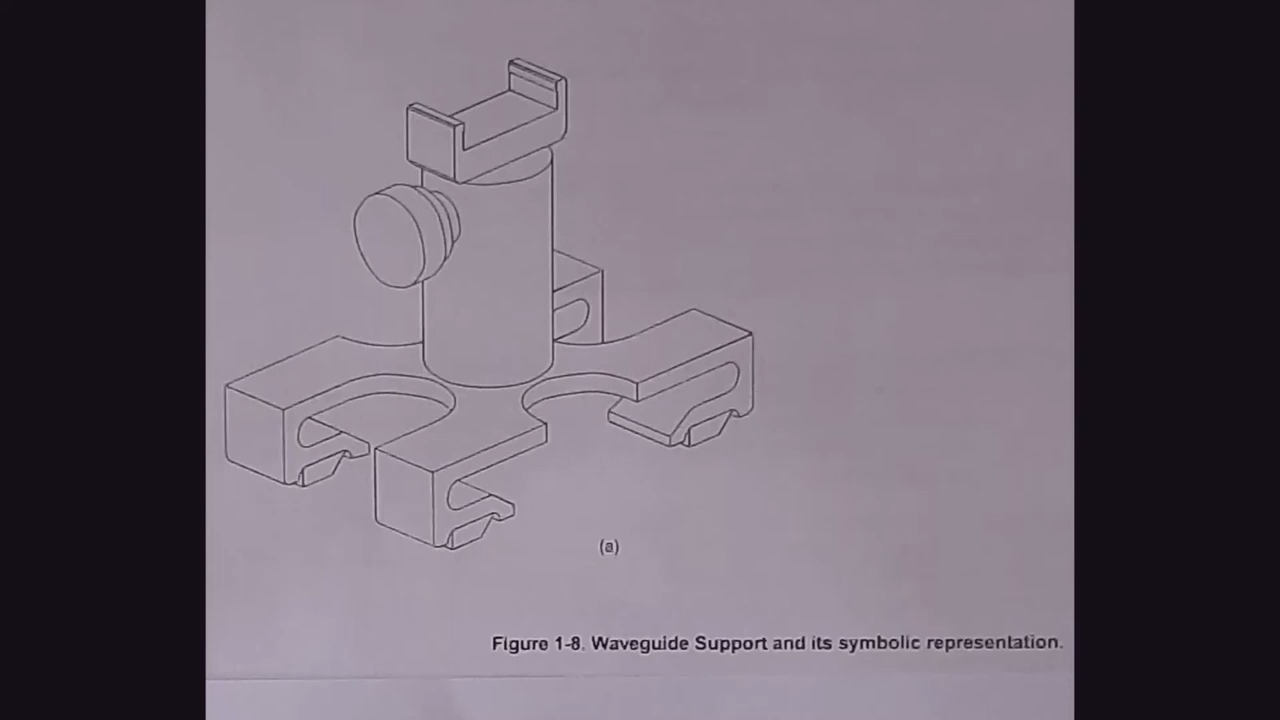 (a)
Figure 1-8. Waveguide Support and its symbolic representation.